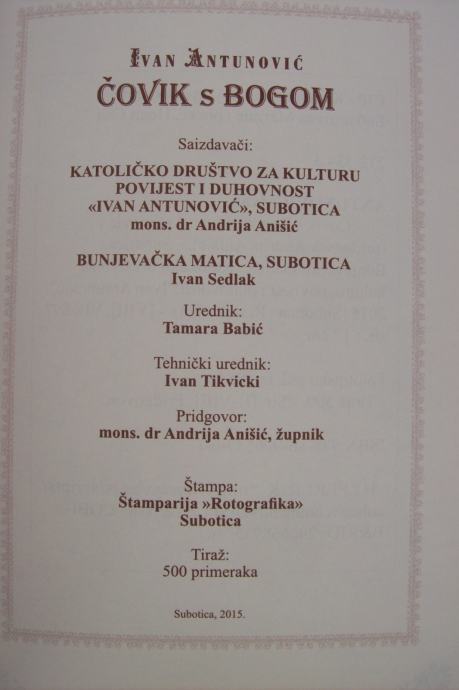 IVAN ANTUNOVIĆ
ČOVIK s BOGOM
Saizdavači:
KATOLIČKO DRUŠTVO ZA KULTURU
POVIJEST I DUHOVNOST
«IVAN ANTUNOVIĆ», SUBOTICA
mons. dr Andrija Anišić
BUNJEVAČKA MATICA, SUBOTICA
Ivan Sedlak
Urednik:
Tamara Babić
Tehnički urednik:
Ivan Tikvicki
Pridgovor:
mons. dr Andrija Anišić, župnik
Štampa:
Štamparija »Rotografika»
Subotica
Tiraž:
500 primeraka
Subotica, 2015.